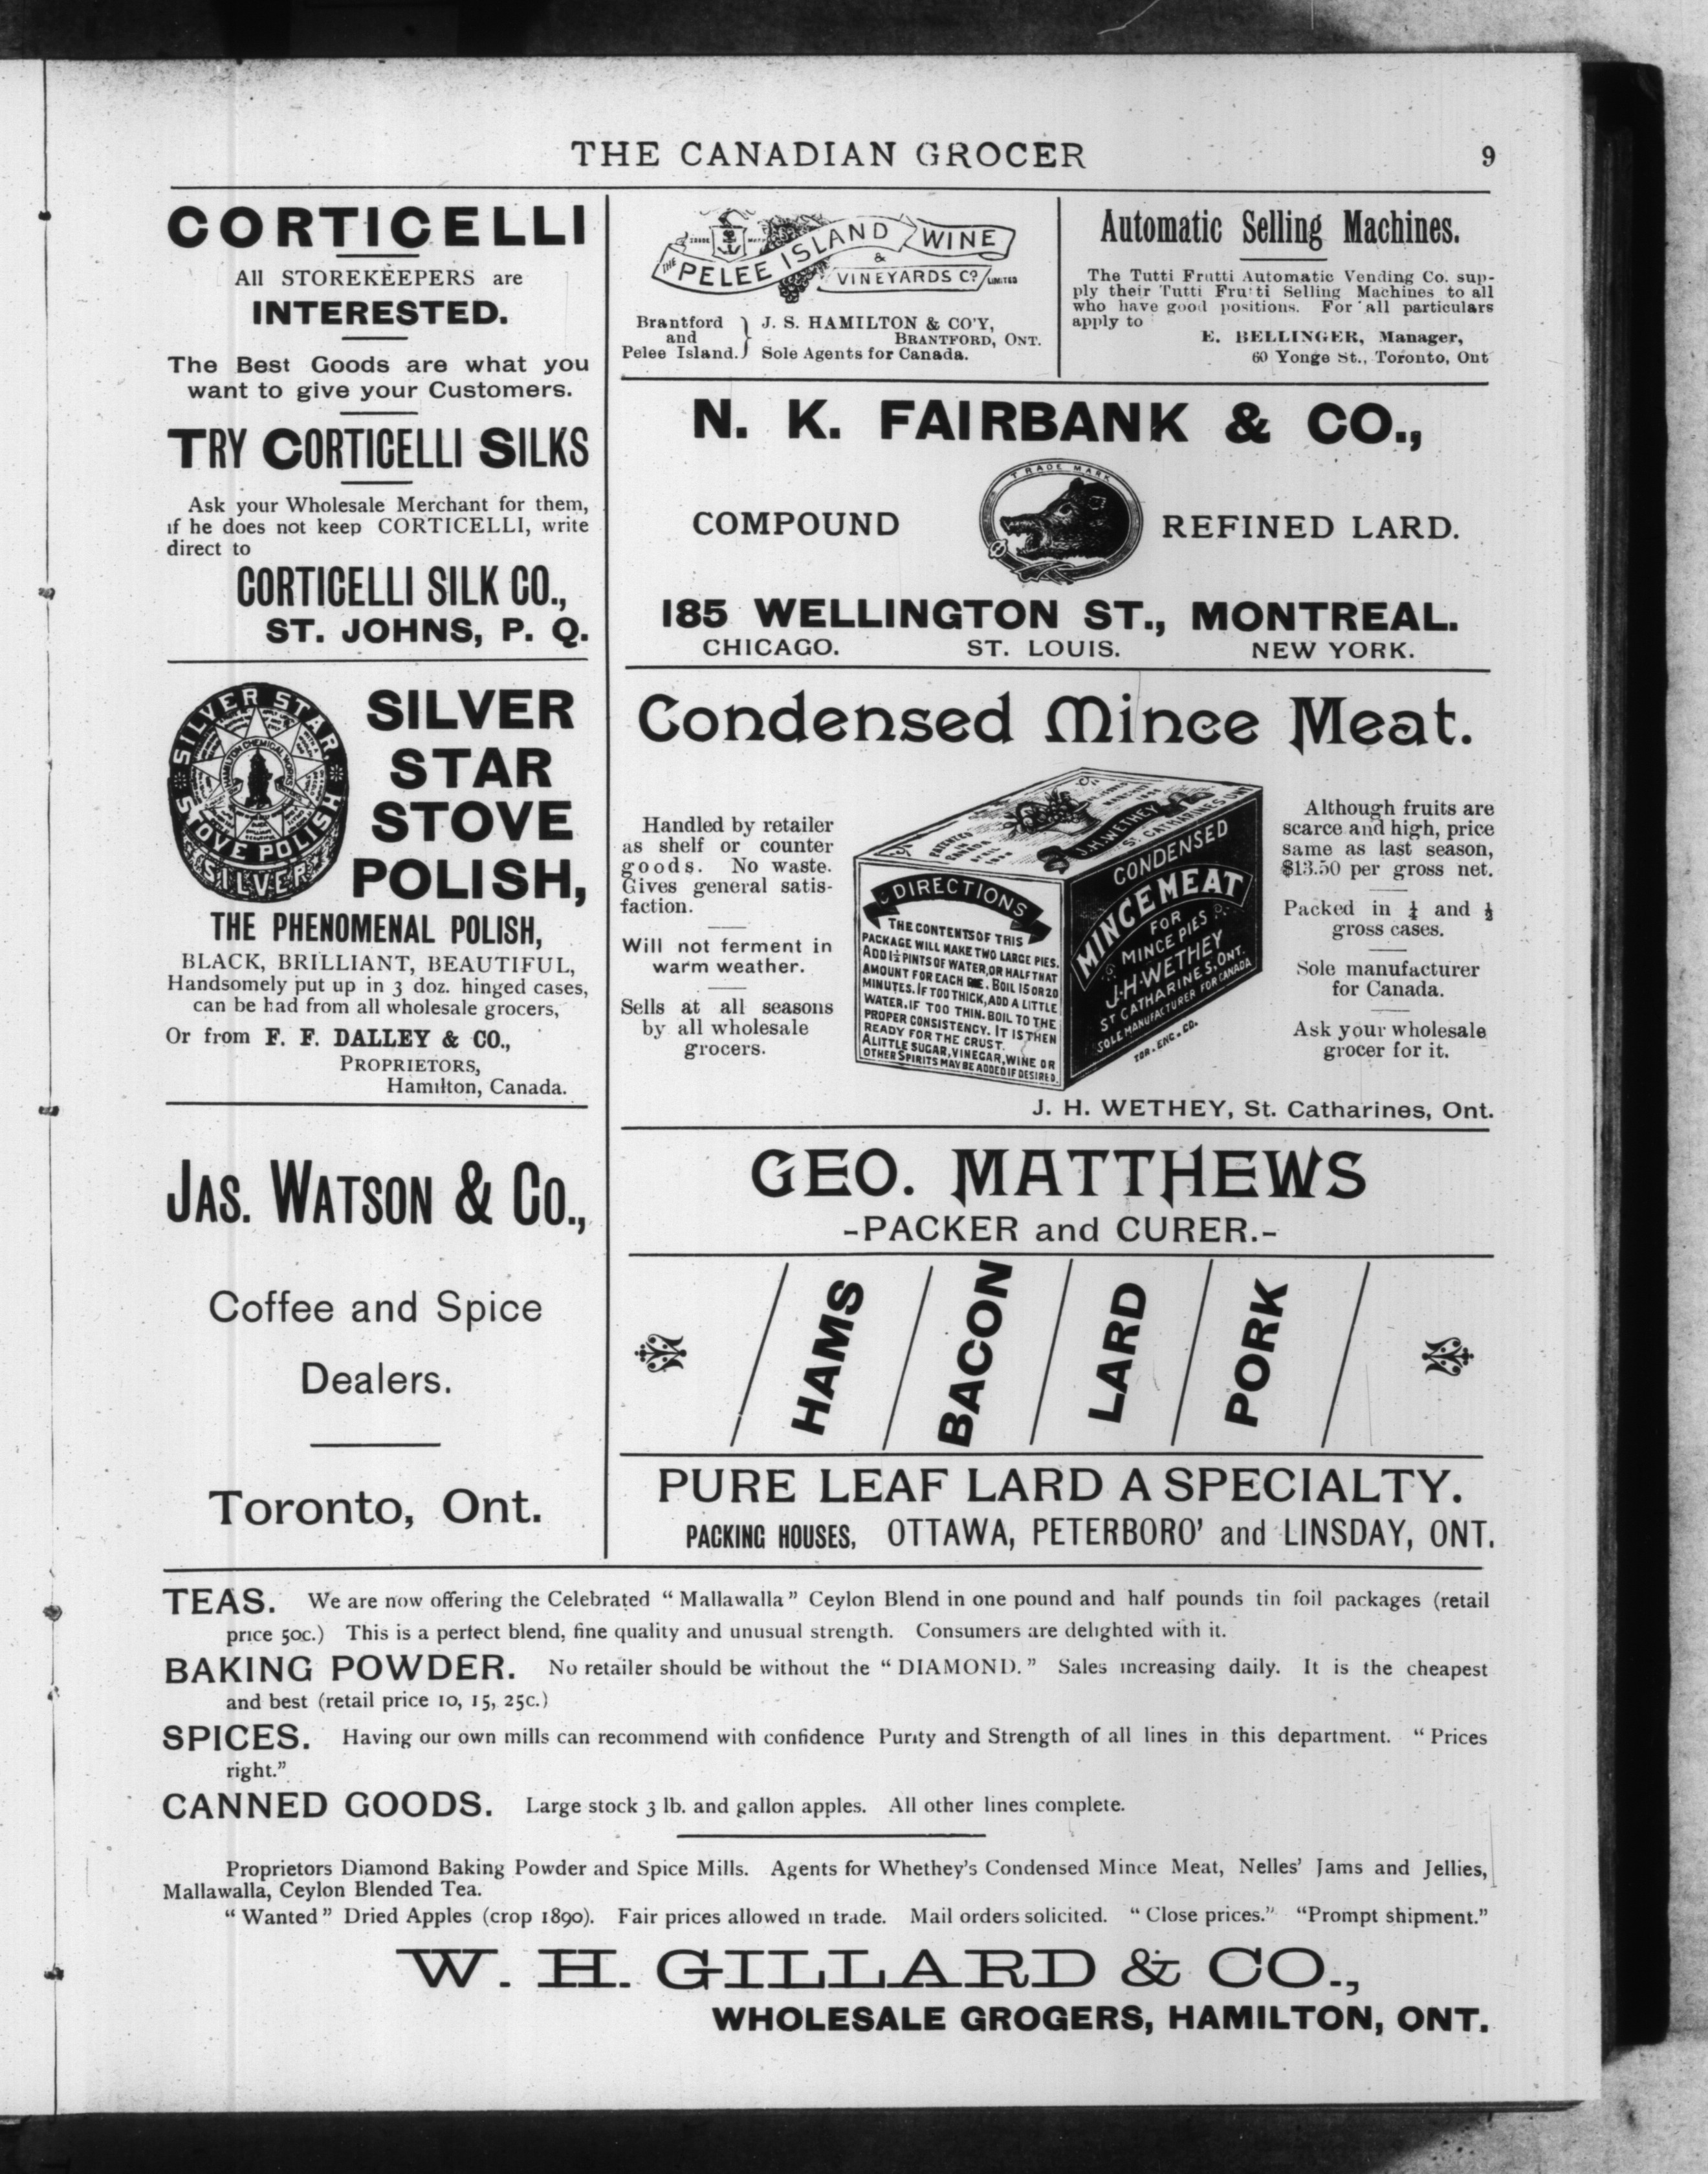 THE CANADIAN GROCER
9
CORTICELLI
All STOREKEEPERS are
INTERESTED.
The Best Goods are what you
want to give your Customers.
TRY CORTICELLI SILKS
Ask your Wholesale Merchant for them,
if he does not keep CORTICELLI, write
direct to
CORTICELLI SILK CO.,
ST. JOHNS, P. Q.
SILVER STAR
STOVE POLISH
SILVER
HAMILTON CHEMICAL WORKS
SILVER
STAR
STOVE
POLISH,
THE PHENOMENAL POLISH,
BLACK, BRILLIANT, BEAUTIFUL,
Handsomely put up in 3 doz. hinged cases,
can be had from all wholesale grocers,
Or from F. F. DALLEY & CO.,
PROPRIETORS,
Hamilton, Canada.
JAS. WATSON & CO.,
Coffee and Spice
Dealers.
Toronto, Ont.
TRADE MARK
THE PELEE ISLAND WINE
& VINEYARDS CO. LIMITED
Brantford
and
Pelee Island.
J. S. HAMILTON & CO'Y,
BRANTFORD, ONT.
Sole Agents for Canada.
Automatic Selling Machines.
The Tutti Frutti Automatic Vending Co. sup-
ply their Tutti Frutti Selling Machines to all
who have good positions. For all particulars
apply to
E. BELLINGER, Manager,
60 Yonge St., Toronto, Ont
N. K. FAIRBANK & CO.,
TRADE MARK
COMPOUND REFINED LARD.
185 WELLINGTON ST., MONTREAL.
CHICAGO. ST. LOUIS. NEW YORK.
Condensed Mince Meat.
Handled by retailer
as shelf or counter
goods. No waste.
Gives general satis-
faction.
Will not ferment in
warm weather.
Sells at all seasons
by all wholesale
grocers.
J.H.WETHEY
ST. CATHARINES ONT
DIRECTIONS
THE CONTENTS OF THIS
PACKAGE WILL MAKE TWO LARGE PIES.
ADD 1½ PINTS OF WATER, OR HALF THAT
AMOUNT FOR EACH PIE. BOIL 15 OR 20
MINUTES. IF TOO THICK, ADD A LITTLE
WATER. IF TOO THIN. BOIL TO THE
PROPER CONSISTENCY. IT IS THEN
READY FOR THE CRUST.
A LITTLE SUGAR, VINEGAR, WINE OR
OTHER SPIRITS MAY BE ADDED IF DESIRED.
CONDENSED
MINCE MEAT
FOR
MINCE PIES
J.H.WETHEY
ST CATHARINES, ONT.
SOLE MANUFACTURER FOR CANADA
TOR. ENG. CO.
Although fruits are
scarce and high, price
same as last season,
$13.50 per gross net.
Packed in ¼ and ½
gross cases.
Sole manufacturer
for Canada.
Ask your wholesale
grocer for it.
J. H. WETHEY, St. Catharines, Ont.
GEO. MATTHEWS
-PACKER and CURER.-
HAMS
BACON
LARD
PORK
PURE LEAF LARD A SPECIALTY.
PACKING HOUSES, OTTAWA, PETERBORO' and LINSDAY, ONT.
TEAS. We are now offering the Celebrated "Mallawalla" Ceylon Blend in one pound and half pounds tin foil packages (retail
price 50c.) This is a perfect blend, fine quality and unusual strength. Consumers are delighted with it.
BAKING POWDER. No retailer should be without the "DIAMOND." Sales increasing daily. It is the cheapest
and best (retail price 10, 15, 25c.)
SPICES. Having our own mills can recommend with confidence Purity and Strength of all lines in this department. "Prices
right."
CANNED GOODS. Large stock 3 lb. and gallon apples. All other lines complete.
Proprietors Diamond Baking Powder and Spice Mills. Agents for Whethey's Condensed Mince Meat, Nelles' Jams and Jellies,
Mallawalla, Ceylon Blended Tea.
"Wanted" Dried Apples (crop 1890). Fair prices allowed in trade. Mail orders solicited. "Close prices." "Prompt shipment."
W. H. GILLARD & CO.,
WHOLESALE GROGERS, HAMILTON, ONT.